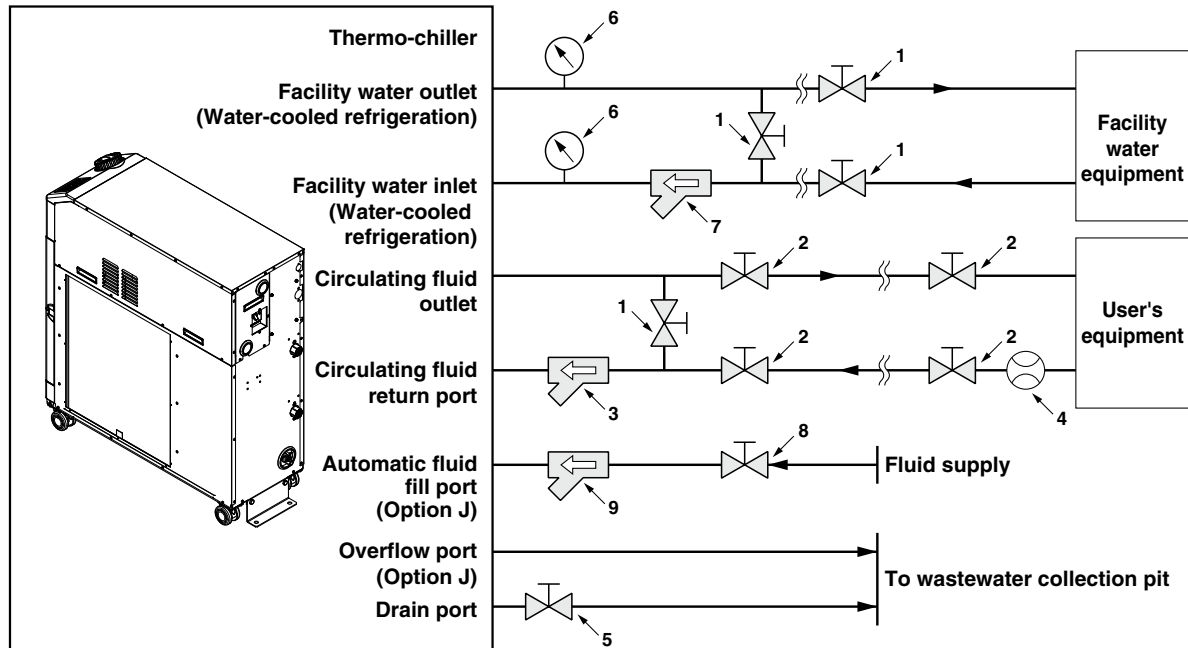 Thermo-chiller
6
1
Facility water outlet
(Water-cooled refrigeration)
6
1
Facility
water
equipment
1
Facility water inlet
(Water-cooled
refrigeration)
7
2
2
Circulating fluid
outlet
1
User's
equipment
2
2
Circulating fluid
return port
3
4
8
Automatic fluid
fill port
(Option J)
Fluid supply
9
Overflow port
(Option J)
To wastewater collection pit
Drain port
5